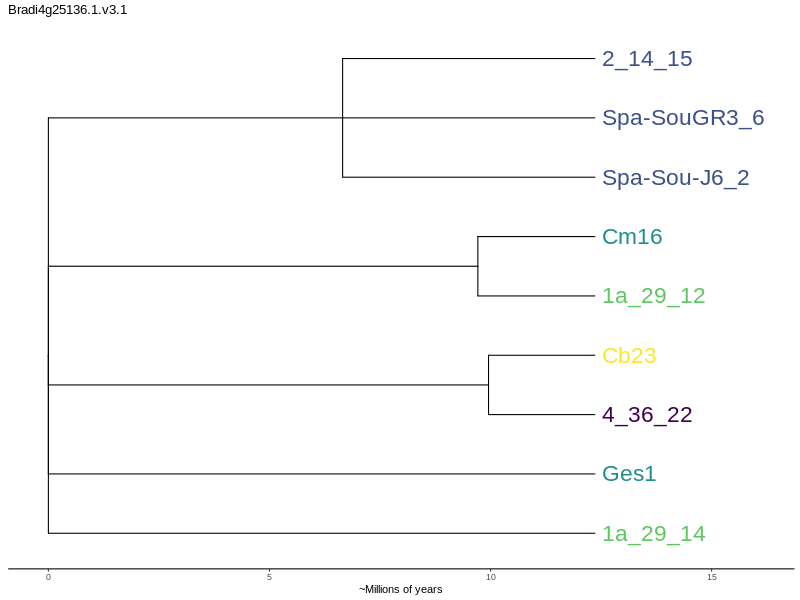 Bradi4g25136.1.v3.1
2_14_15
Spa-SouGR3_6
Spa-Sou-J6_2
Cm16
1a_29_12
Cb23
4_36_22
Ges1
1a_29_14
0 5 10 15
~Millions of years